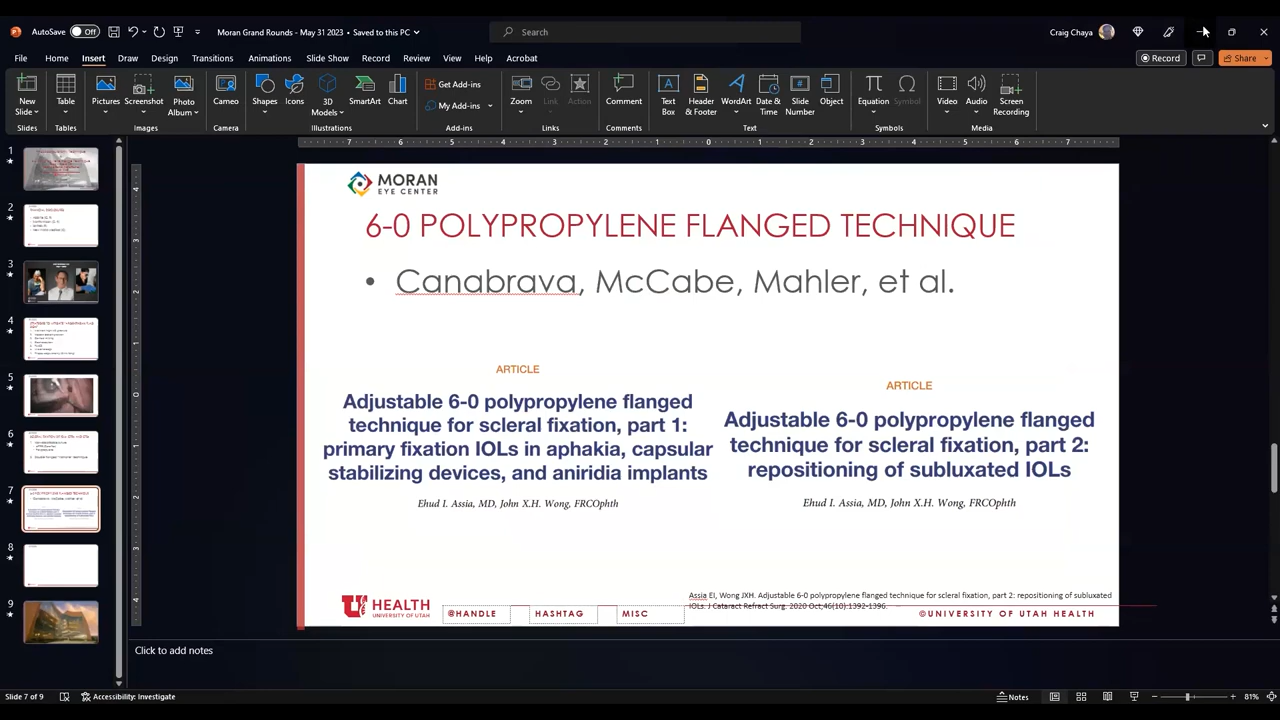 AutoSave Off Moran Grand Rounds - May 31 2023 • Saved to this PC Search Craig Chaya
File Home Insert Draw Design Transitions Animations Slide Show Record Review View Help Acrobat Record Share
New Slide Table Pictures Screenshot Photo Album Cameo Shapes Icons 3D Models SmartArt Chart Get Add-ins My Add-ins Zoom Link Action Comment Text Box Header & Footer WordArt Date & Time Slide Number Object Equation Symbol Video Audio Screen Recording
Slides Tables Images Camera Illustrations Add-ins Links Comments Text Symbols Media
1
2
3
4
5
6
7
8
9
MORAN
EYE CENTER
6-0 POLYPROPYLENE FLANGED TECHNIQUE
• Canabrava, McCabe, Mahler, et al.
ARTICLE
Adjustable 6-0 polypropylene flanged
technique for scleral fixation, part 1:
primary fixation IOLs in aphakia, capsular
stabilizing devices, and aniridia implants
Ehud I. Assia, MD, John X.H. Wong, FRCOphth
ARTICLE
Adjustable 6-0 polypropylene flanged
technique for scleral fixation, part 2:
repositioning of subluxated IOLs
Ehud I. Assia, MD, John X.H. Wong, FRCOphth
Assia EI, Wong JXH. Adjustable 6-0 polypropylene flanged technique for scleral fixation, part 2: repositioning of subluxated
IOLs. J Cataract Refract Surg. 2020 Oct;46(10):1392-1396.
U HEALTH
UNIVERSITY OF UTAH
@HANDLE HASHTAG MISC ©UNIVERSITY OF UTAH HEALTH
Click to add notes
Slide 7 of 9 Accessibility: Investigate Notes 81%